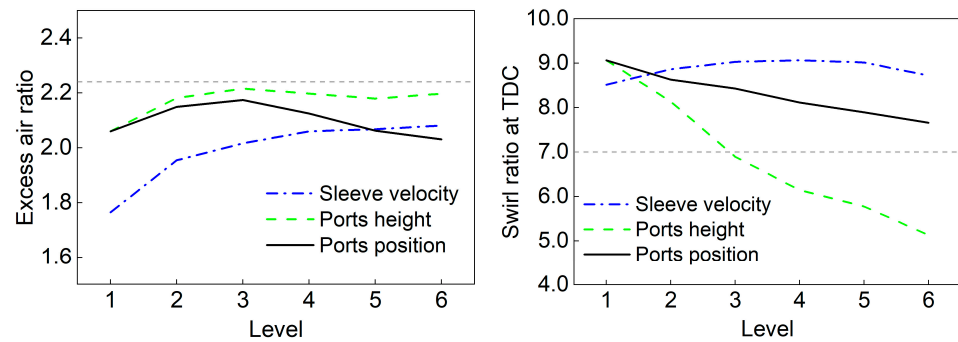 2.4
2.2
2.0
1.8
1.6
Excess air ratio
Sleeve velocity
Ports height
Ports position
1 2 3 4 5 6
Level
10.0
9.0
8.0
7.0
6.0
5.0
4.0
Swirl ratio at TDC
Sleeve velocity
Ports height
Ports position
1 2 3 4 5 6
Level